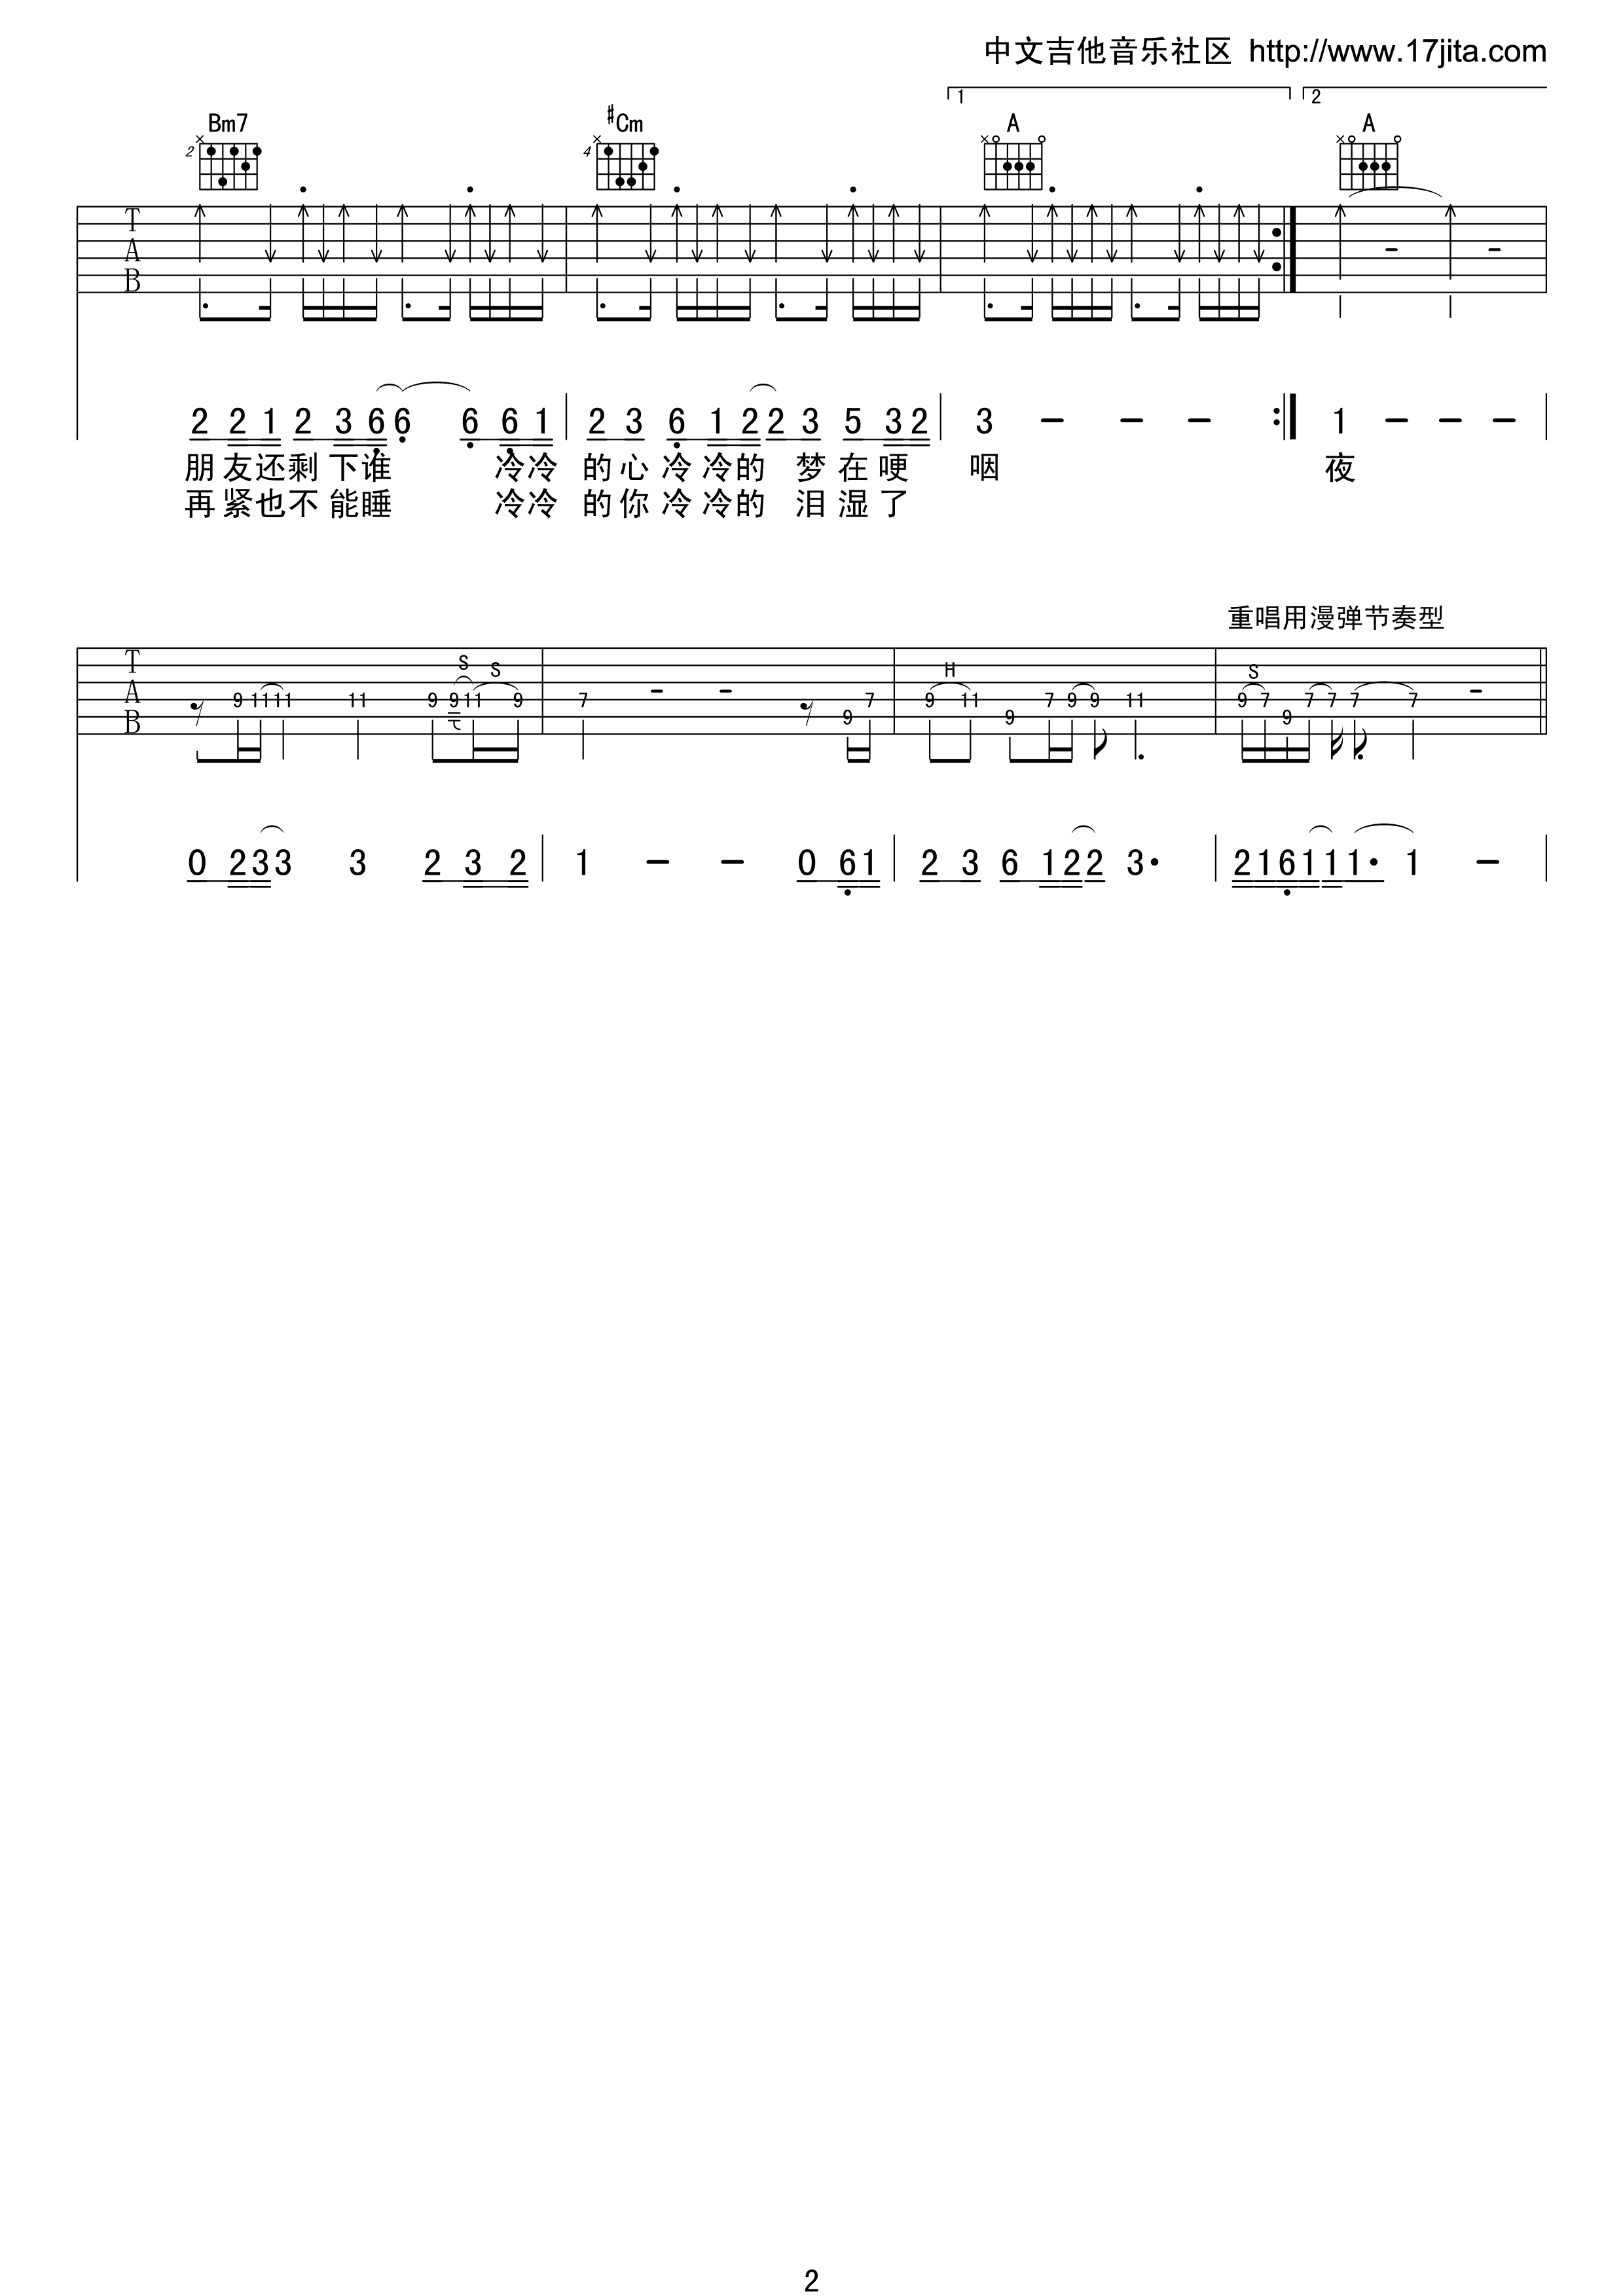 中文吉他音乐社区 http://www.17jita.com
1 2
Bm7 #Cm A A
2 4
T
A
B
2 2 1 2 3 6 6 6 6 1 2 3 6 1 2 2 3 5 3 2 3 - - - 1 - - -
朋友还剩下谁 冷冷的心冷冷的 梦在哽 咽 夜
再紧也不能睡 冷冷的你冷冷的 泪湿了
重唱用漫弹节奏型
S S H S
T
A
B
9 11 11 11 9 9 11 9 7 - - 9 7 9 11 9 7 9 9 11 9 7 9 7 7 7 7 -
0 2 3 3 3 2 3 2 1 - - 0 6 1 2 3 6 1 2 2 3· 2 1 6 1 1 1· 1 -
2